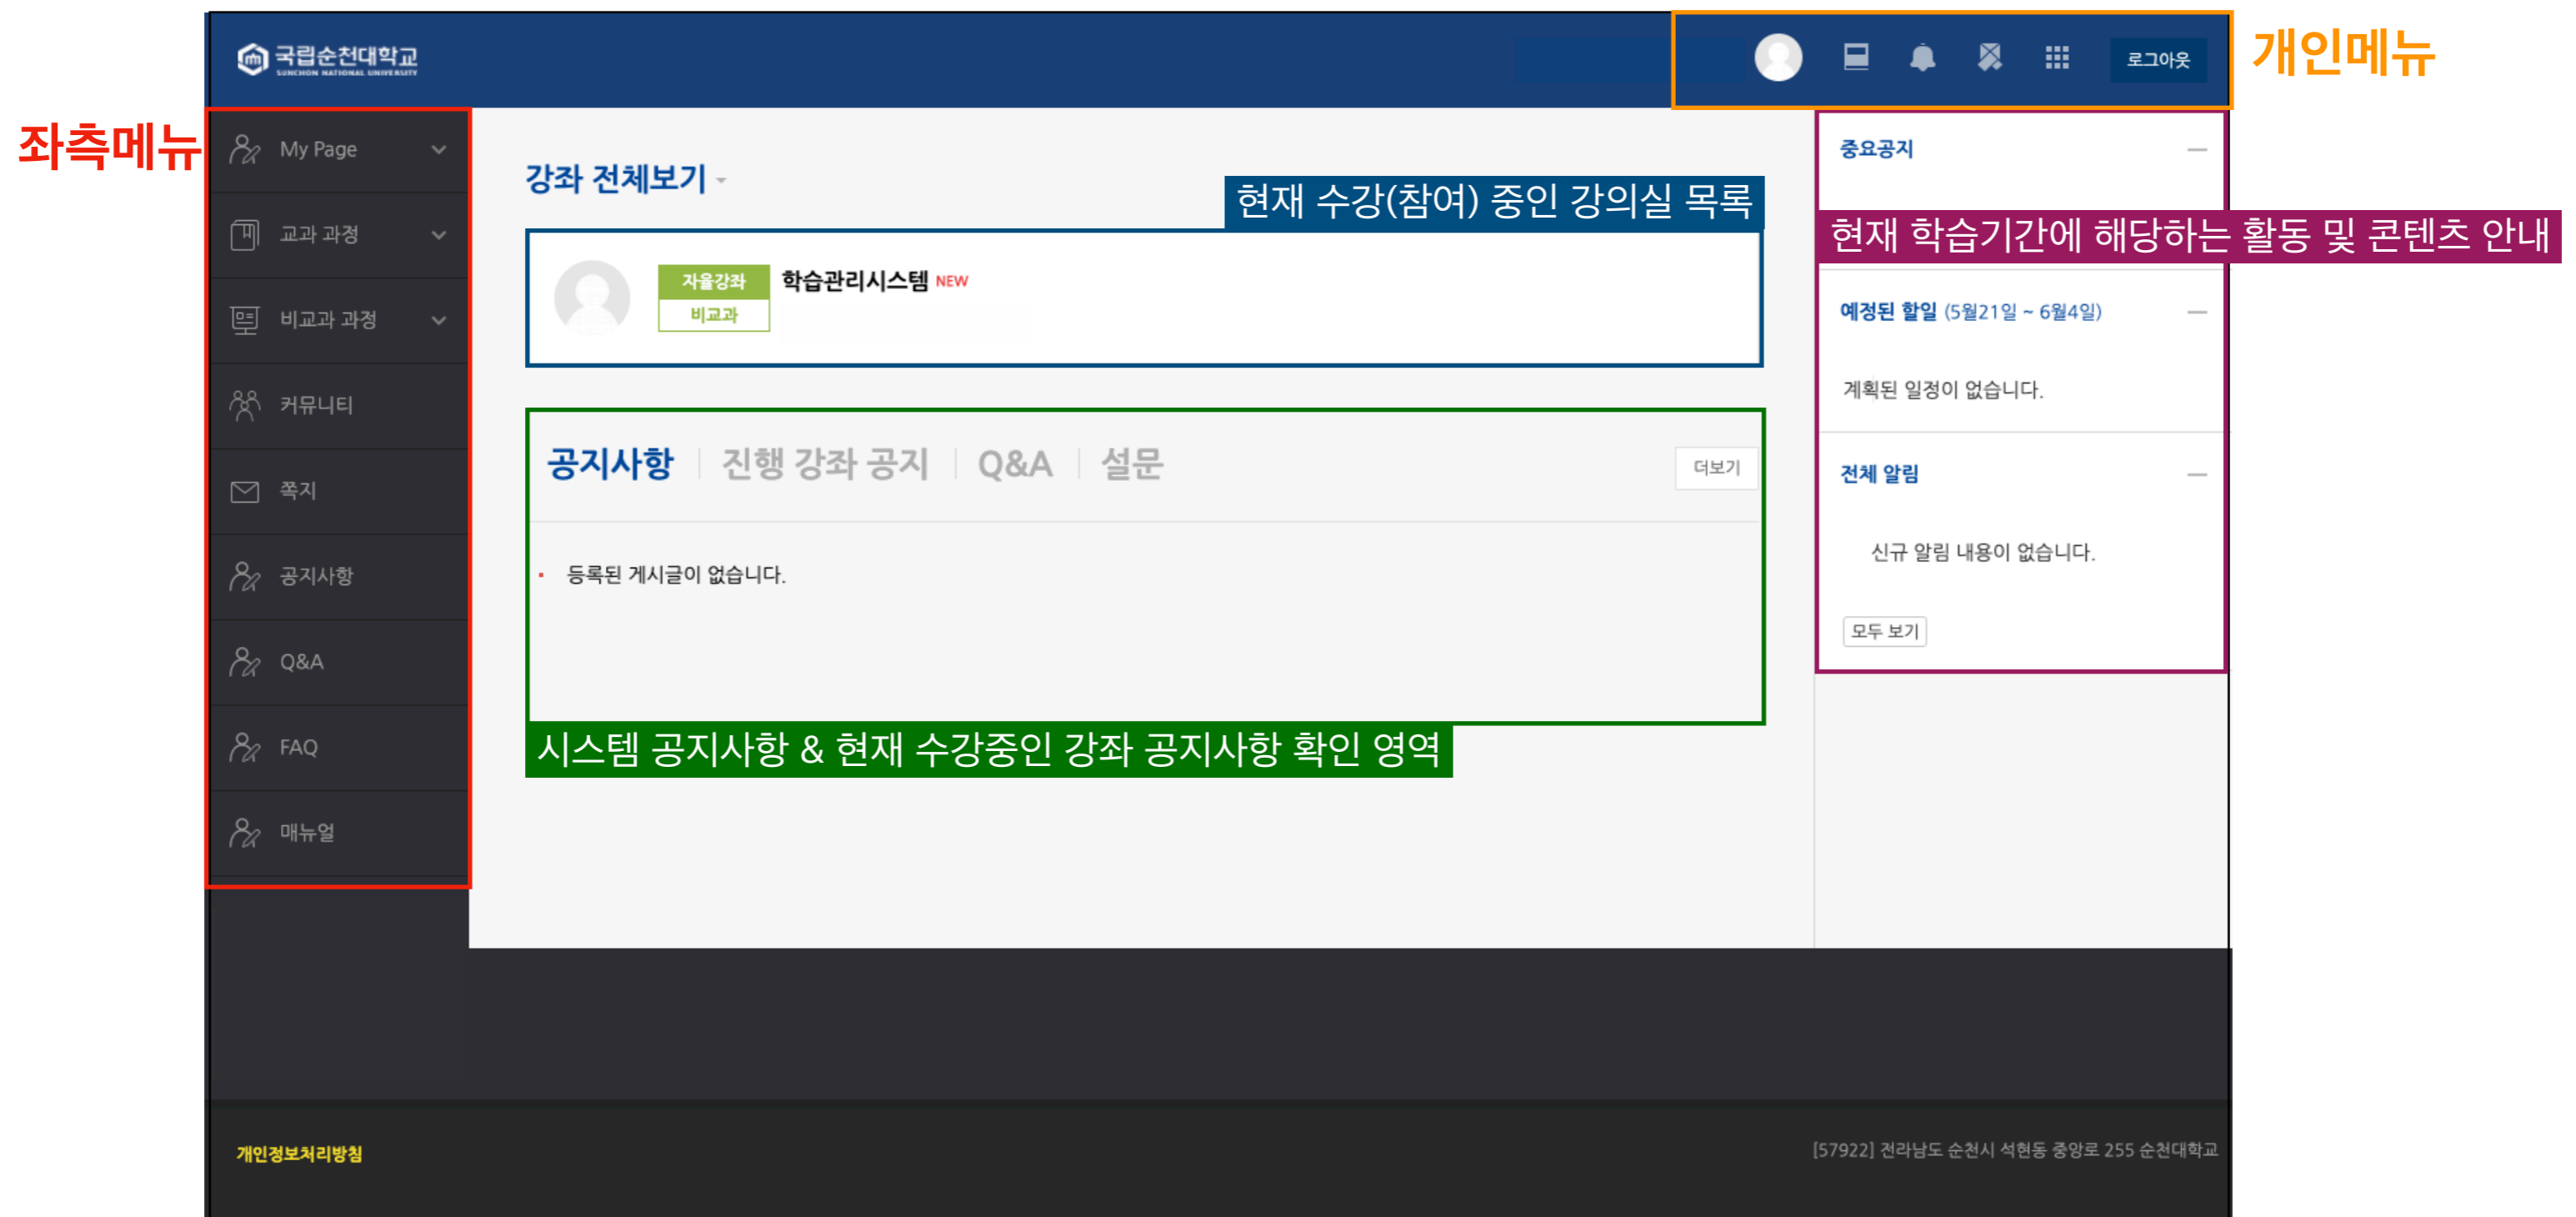 국립순천대학교
SUNCHON NATIONAL UNIVERSITY
로그아웃
개인메뉴
좌측메뉴
My Page
교과 과정
비교과 과정
커뮤니티
쪽지
공지사항
Q&A
FAQ
매뉴얼
강좌 전체보기
현재 수강(참여) 중인 강의실 목록
자율강좌
학습관리시스템 NEW
비교과
공지사항 진행 강좌 공지 Q&A 설문
더보기
등록된 게시글이 없습니다.
시스템 공지사항 & 현재 수강중인 강좌 공지사항 확인 영역
중요공지
현재 학습기간에 해당하는 활동 및 콘텐츠 안내
예정된 할일 (5월21일 ~ 6월4일)
계획된 일정이 없습니다.
전체 알림
신규 알림 내용이 없습니다.
모두 보기
개인정보처리방침
[57922] 전라남도 순천시 석현동 중앙로 255 순천대학교